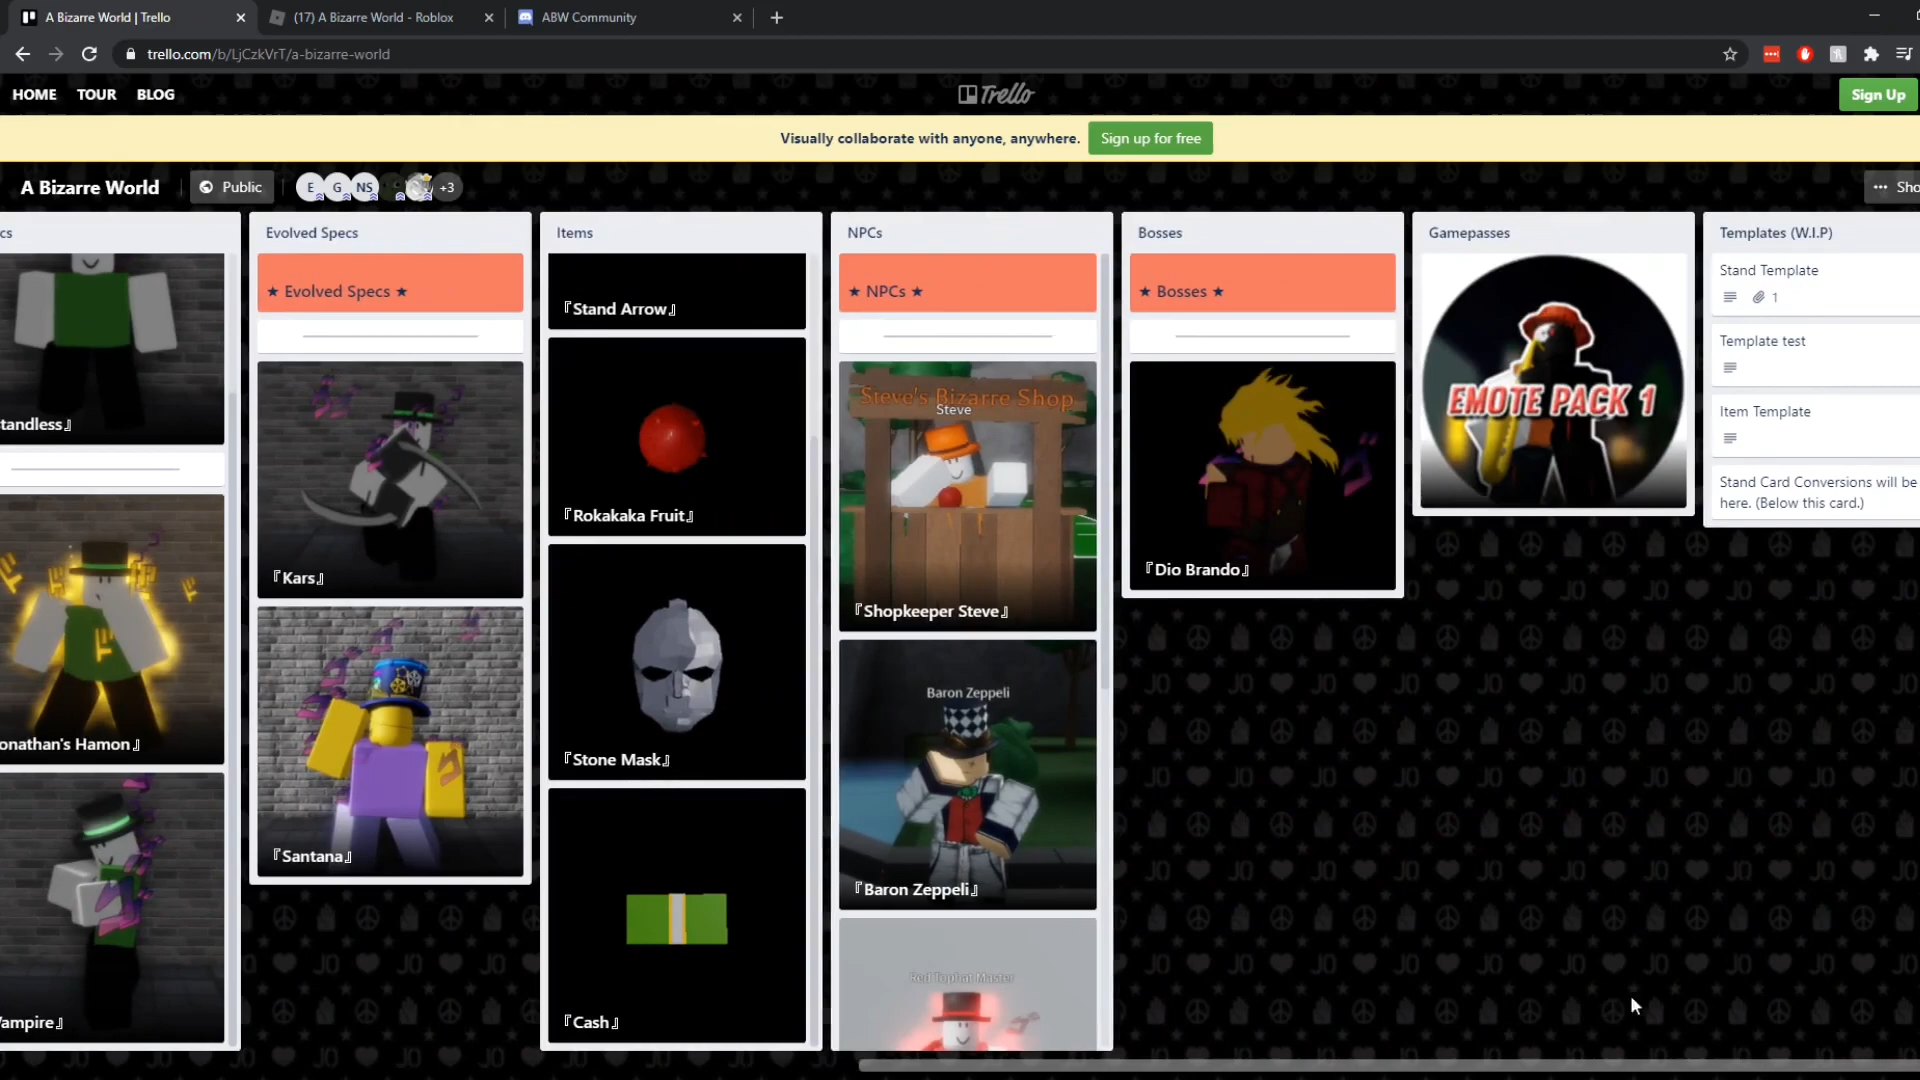 A Bizarre World | Trello
(17) A Bizarre World - Roblox
ABW Community
trello.com/b/LjCzkVrT/a-bizarre-world
HOME TOUR BLOG
Trello
Sign Up
Visually collaborate with anyone, anywhere.
Sign up for free
A Bizarre World
Public
E G NS +3
Sho
cs
tandless』
onathan's Hamon』
ampire』
Evolved Specs
★ Evolved Specs ★
『Kars』
『Santana』
Items
『Stand Arrow』
『Rokakaka Fruit』
『Stone Mask』
『Cash』
NPCs
★ NPCs ★
Steve's Bizarre Shop
Steve
『Shopkeeper Steve』
Baron Zeppeli
『Baron Zeppeli』
Red Tophat Master
Bosses
★ Bosses ★
『Dio Brando』
Gamepasses
EMOTE PACK 1
Templates (W.I.P)
Stand Template
1
Template test
Item Template
Stand Card Conversions will be
here. (Below this card.)